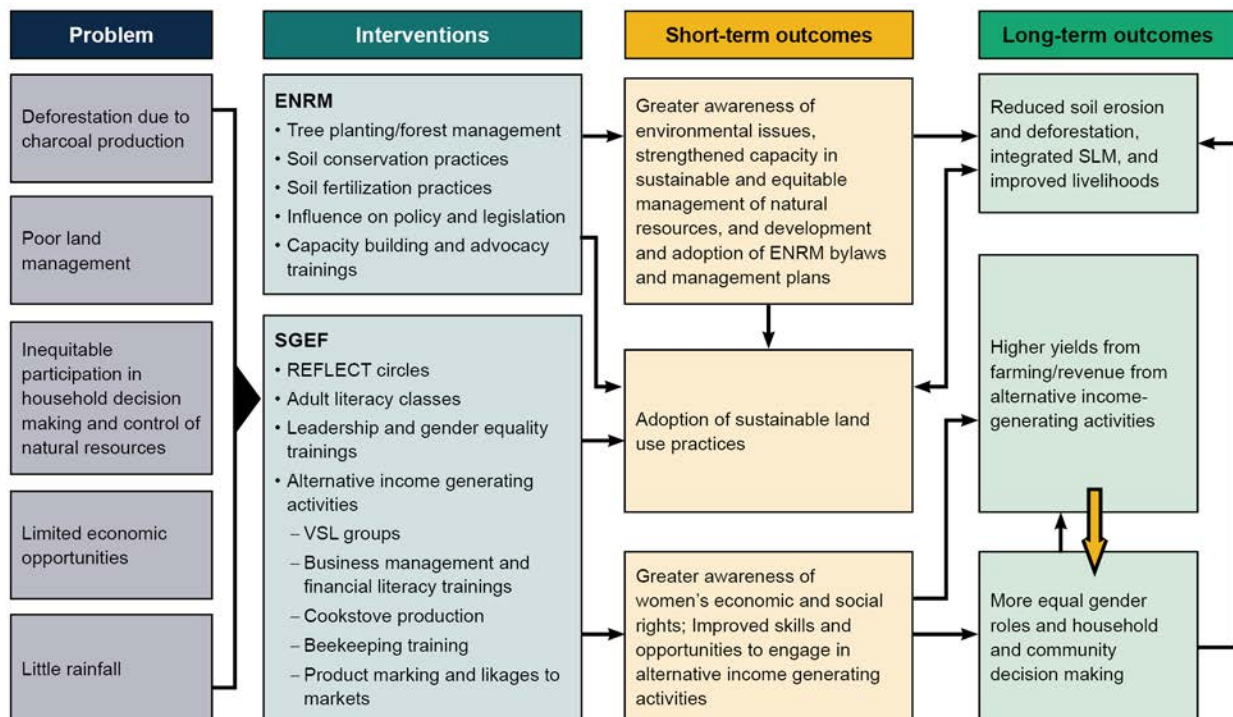 Problem
Interventions
Short-term outcomes
Long-term outcomes
Deforestation due to
charcoal production
Poor land
management
Inequitable
participation in
household decision
making and control of
natural resources
Limited economic
opportunities
Little rainfall
ENRM
• Tree planting/forest management
• Soil conservation practices
• Soil fertilization practices
• Influence on policy and legislation
• Capacity building and advocacy
trainings
SGEF
• REFLECT circles
• Adult literacy classes
• Leadership and gender equality
trainings
• Alternative income generating
activities
– VSL groups
– Business management and
financial literacy trainings
– Cookstove production
– Beekeeping training
– Product marking and likages to
markets
Greater awareness of
environmental issues,
strengthened capacity in
sustainable and equitable
management of natural
resources, and development
and adoption of ENRM bylaws
and management plans
Adoption of sustainable land
use practices
Greater awareness of
women’s economic and social
rights; Improved skills and
opportunities to engage in
alternative income generating
activities
Reduced soil erosion
and deforestation,
integrated SLM, and
improved livelihoods
Higher yields from
farming/revenue from
alternative income-
generating activities
More equal gender
roles and household
and community
decision making